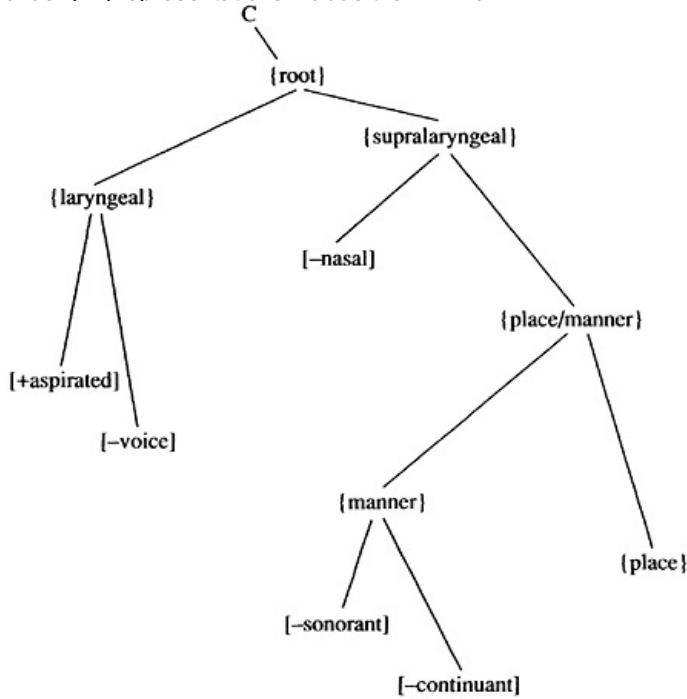 C
{root}
{supralaryngeal}
{laryngeal}
[–nasal]
{place/manner}
[+aspirated]
[–voice]
{manner}
{place}
[–sonorant]
[–continuant]